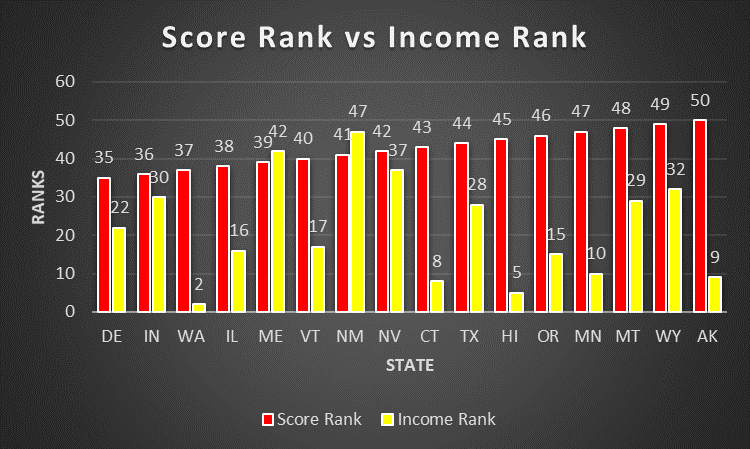 Score Rank vs Income Rank
60
50
40
30
20
10
0
RANKS
35 36 37 38 39 40 41 42 43 44 45 46 47 48 49 50
22 30 2 16 42 17 47 37 8 28 5 15 10 29 32 9
DE IN WA IL ME VT NM NV CT TX HI OR MN MT WY AK
STATE
Score Rank Income Rank